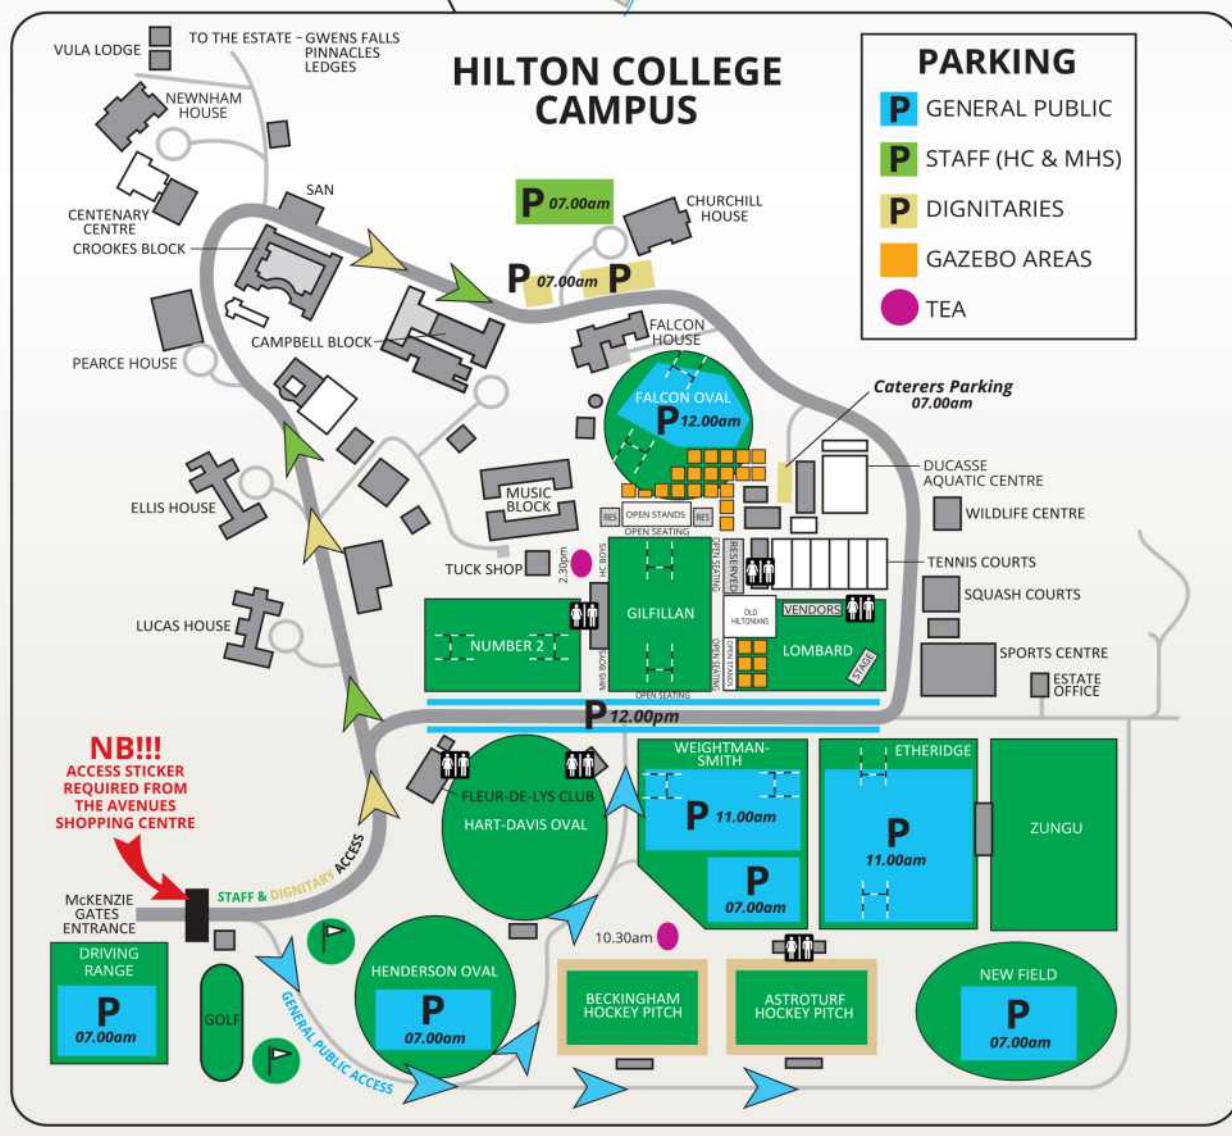 VULA LODGE
TO THE ESTATE – GWENS FALLS
PINNACLES
LEDGES
HILTON COLLEGE
CAMPUS
PARKING
P GENERAL PUBLIC
P STAFF (HC & MHS)
P DIGNITARIES
GAZEBO AREAS
TEA
NEWNHAM
HOUSE
SAN
CENTENARY
CENTRE
CROOKES BLOCK
P 07.00am
CHURCHILL
HOUSE
P 07.00am P
PEARCE HOUSE
CAMPBELL BLOCK
FALCON
HOUSE
FALCON OVAL
P 12.00am
Caterers Parking
07.00am
DUCASSE
AQUATIC CENTRE
WILDLIFE CENTRE
ELLIS HOUSE
MUSIC
BLOCK
RES
OPEN STANDS
RES
OPEN SEATING
TUCK SHOP
2.30pm
HC BOYS
OPEN SEATING
RESERVED
TENNIS COURTS
SQUASH COURTS
LUCAS HOUSE
NUMBER 2
GILFILLAN
OLD
HILTONIANS
VENDORS
LOMBARD
STAGE
MHS BOYS
OPEN SEATING
OPEN STANDS
OPEN SEATING
SPORTS CENTRE
ESTATE
OFFICE
P 12.00pm
NB!!!
ACCESS STICKER
REQUIRED FROM
THE AVENUES
SHOPPING CENTRE
FLEUR-DE-LYS CLUB
HART-DAVIS OVAL
WEIGHTMAN-
SMITH
P 11.00am
P
07.00am
ETHERIDGE
P
11.00am
ZUNGU
STAFF & DIGNITARY ACCESS
McKENZIE
GATES
ENTRANCE
DRIVING
RANGE
P
07.00am
GOLF
GENERAL PUBLIC ACCESS
HENDERSON OVAL
P
07.00am
10.30am
BECKINGHAM
HOCKEY PITCH
ASTROTURF
HOCKEY PITCH
NEW FIELD
P
07.00am